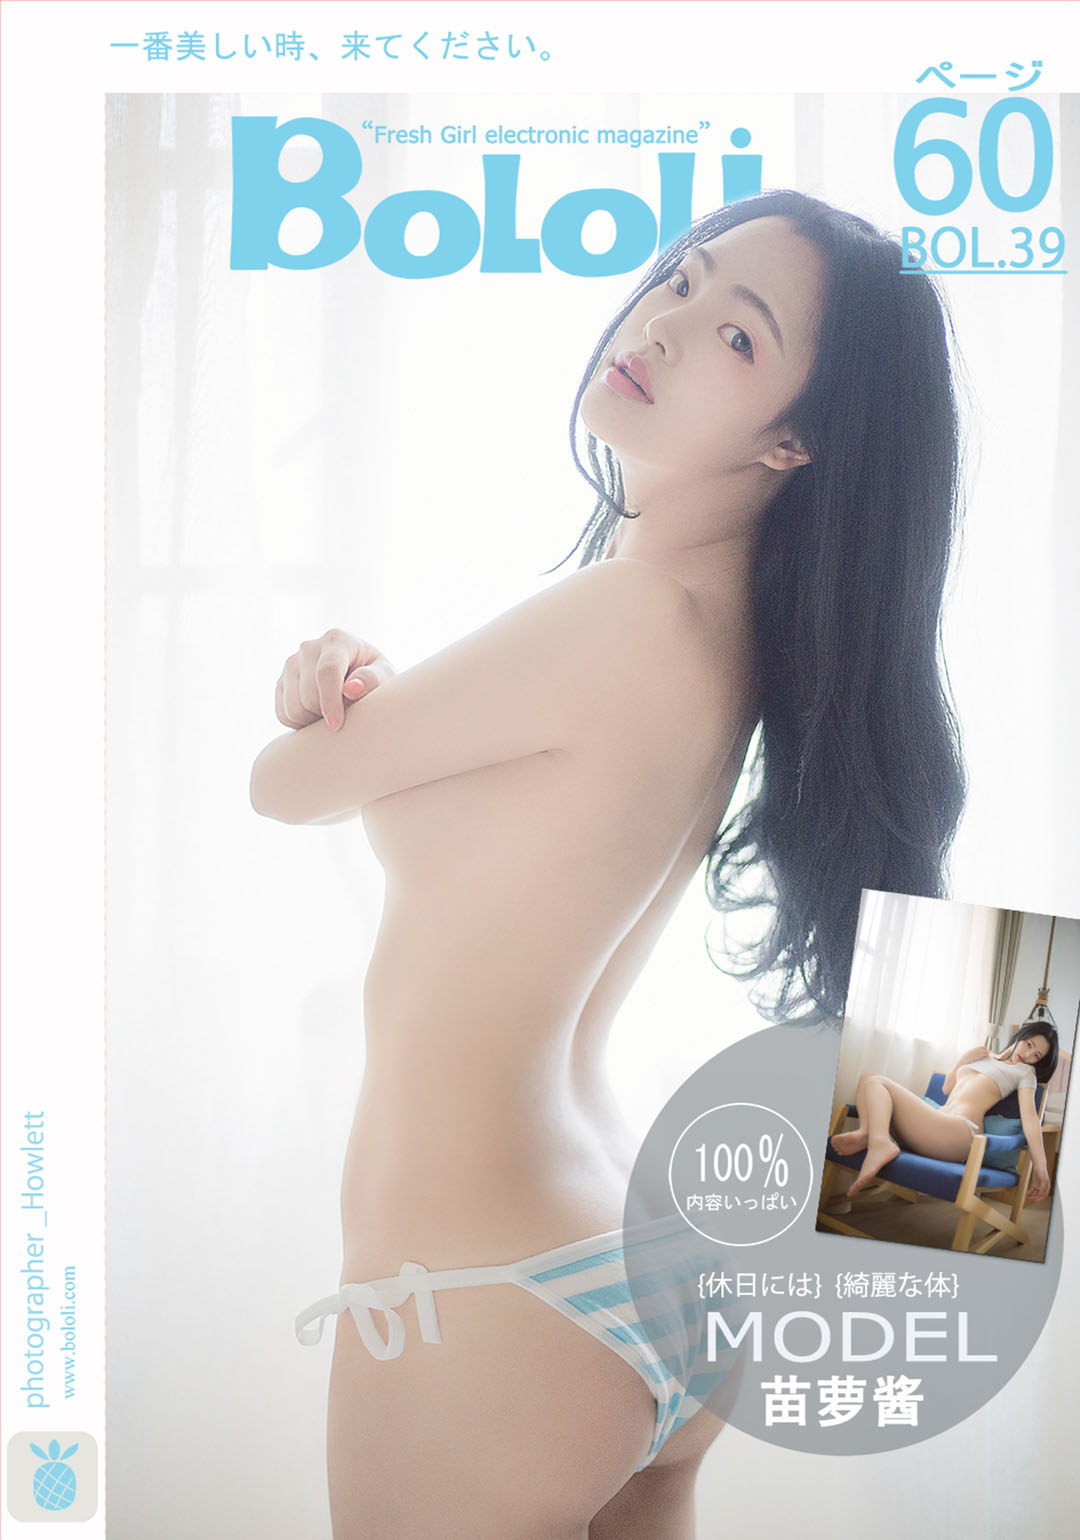 一番美しい時、来てください。
ページ
60
BOL.39
“Fresh Girl electronic magazine”
BoLoLi
100%
内容いっぱい
{休日には} {綺麗な体}
MODEL
苗萝酱
photographer _Howlett
www.bololi.com